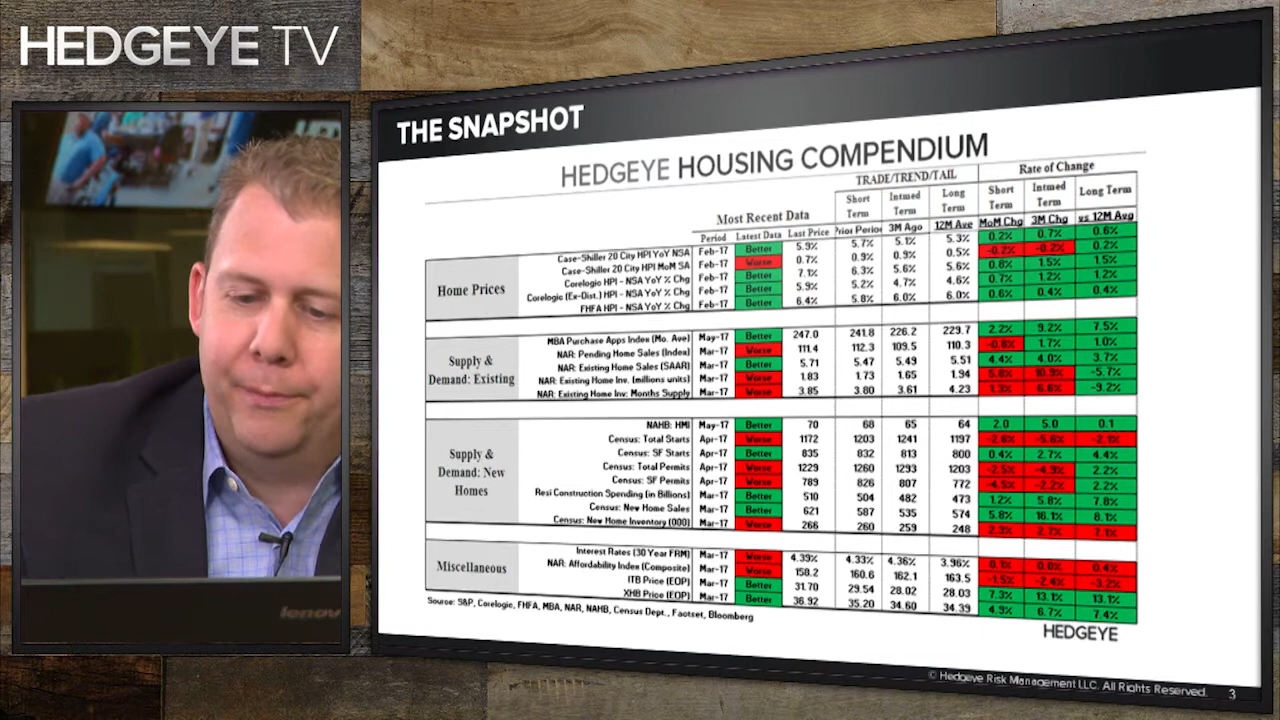 HEDGEYE TV
THE SNAPSHOT
HEDGEYE HOUSING COMPENDIUM
TRADE/TREND/TAIL Rate of Change
Most Recent Data Short Term Intmed Term Long Term Short Term Intmed Term Long Term
Period Latest Data Last Price Prior Period 3M Ago 12M Ave MoM Chg 3M Chg vs 12M Avg
Home Prices
Case-Shiller 20 City HPI YoY NSA Feb-17 Better 5.9% 5.7% 5.1% 5.3% 0.2% 0.7% 0.6%
Case-Shiller 20 City HPI MoM SA Feb-17 Worse 0.7% 0.9% 0.9% 0.5% -0.2% -0.2% 0.2%
Corelogic HPI - NSA YoY % Chg Feb-17 Better 7.1% 6.3% 5.6% 5.6% 0.8% 1.5% 1.5%
Corelogic (Ex-Dist.) HPI - NSA YoY % Chg Feb-17 Better 5.9% 5.2% 4.7% 4.6% 0.7% 1.2% 1.2%
FHFA HPI - NSA YoY % Chg Feb-17 Better 6.4% 5.8% 6.0% 6.0% 0.6% 0.4% 0.4%
Supply & Demand: Existing
MBA Purchase Apps Index (Mo. Ave) May-17 Better 247.0 241.8 226.2 229.7 2.2% 9.2% 7.5%
NAR: Pending Home Sales (Index) Mar-17 Worse 111.4 112.3 109.5 110.3 -0.8% 1.7% 1.0%
NAR: Existing Home Sales (SAAR) Mar-17 Better 5.71 5.47 5.49 5.51 4.4% 4.0% 3.7%
NAR: Existing Home Inv. (millions units) Mar-17 Worse 1.83 1.73 1.65 1.94 5.8% 10.9% -5.7%
NAR: Existing Home Inv: Months Supply Mar-17 Worse 3.85 3.80 3.61 4.23 1.3% 6.6% -9.2%
Supply & Demand: New Homes
NAHB: HMI May-17 Better 70 68 65 64 2.0 5.0 0.1
Census: Total Starts Apr-17 Worse 1172 1203 1241 1197 -2.6% -5.6% -2.1%
Census: SF Starts Apr-17 Better 835 832 813 800 0.4% 2.7% 4.4%
Census: Total Permits Apr-17 Worse 1229 1260 1293 1203 -2.5% -4.9% 2.2%
Census: SF Permits Apr-17 Worse 789 826 807 772 -4.5% -2.2% 2.2%
Resi Construction Spending (in Billions) Mar-17 Better 510 504 482 473 1.2% 5.8% 7.8%
Census: New Home Sales Mar-17 Better 621 587 535 574 5.8% 16.1% 8.1%
Census: New Home Inventory (000) Mar-17 Worse 266 260 259 248 2.3% 2.7% 7.1%
Miscellaneous
Interest Rates (30 Year FRM) Mar-17 Worse 4.39% 4.33% 4.36% 3.96% 0.1% 0.0% 0.4%
NAR: Affordability Index (Composite) Mar-17 Worse 158.2 160.6 162.1 163.5 -1.5% -2.4% -3.2%
ITB Price (EOP) Mar-17 Better 31.70 29.54 28.02 28.03 7.3% 13.1% 13.1%
XHB Price (EOP) Mar-17 Better 36.92 35.20 34.60 34.39 4.9% 6.7% 7.4%
Source: S&P, Corelogic, FHFA, MBA, NAR, NAHB, Census Dept., Factset, Bloomberg
HEDGEYE
© Hedgeye Risk Management LLC. All Rights Reserved. 3
lenovo